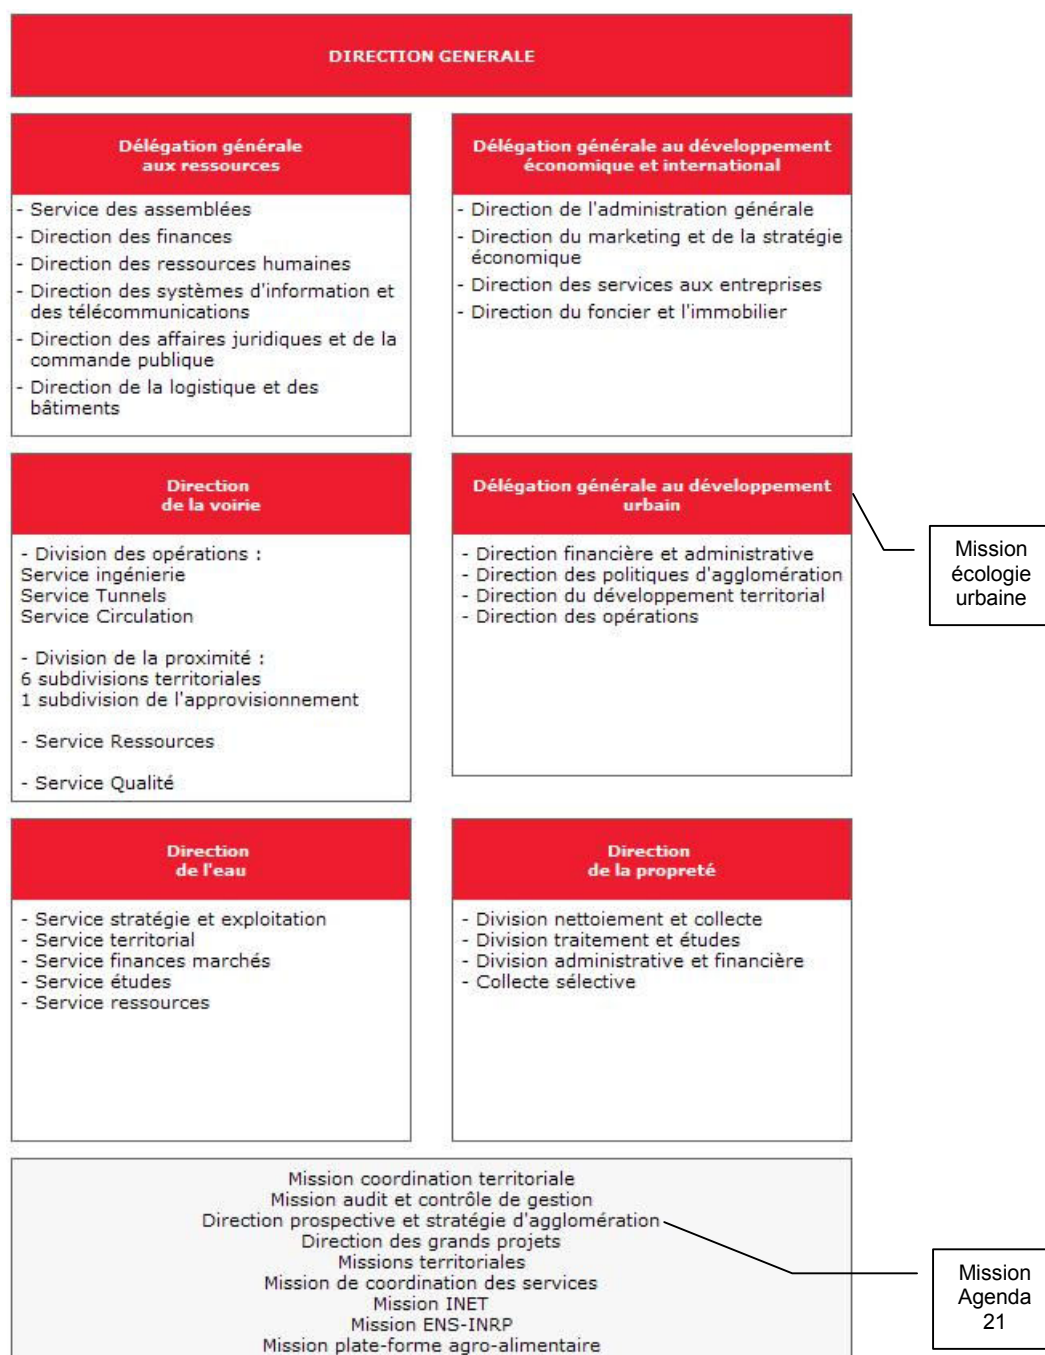 DIRECTION GENERALE
Délégation générale
aux ressources
- Service des assemblées
- Direction des finances
- Direction des ressources humaines
- Direction des systèmes d'information et
des télécommunications
- Direction des affaires juridiques et de la
commande publique
- Direction de la logistique et des
bâtiments
Délégation générale au développement
économique et international
- Direction de l'administration générale
- Direction du marketing et de la stratégie
économique
- Direction des services aux entreprises
- Direction du foncier et l'immobilier
Direction
de la voirie
- Division des opérations :
Service ingénierie
Service Tunnels
Service Circulation
- Division de la proximité :
6 subdivisions territoriales
1 subdivision de l'approvisionnement
- Service Ressources
- Service Qualité
Délégation générale au développement
urbain
- Direction financière et administrative
- Direction des politiques d'agglomération
- Direction du développement territorial
- Direction des opérations
Mission
écologie
urbaine
Direction
de l'eau
- Service stratégie et exploitation
- Service territorial
- Service finances marchés
- Service études
- Service ressources
Direction
de la propreté
- Division nettoiement et collecte
- Division traitement et études
- Division administrative et financière
- Collecte sélective
Mission coordination territoriale
Mission audit et contrôle de gestion
Direction prospective et stratégie d'agglomération
Direction des grands projets
Missions territoriales
Mission de coordination des services
Mission INET
Mission ENS-INRP
Mission plate-forme agro-alimentaire
Mission
Agenda
21